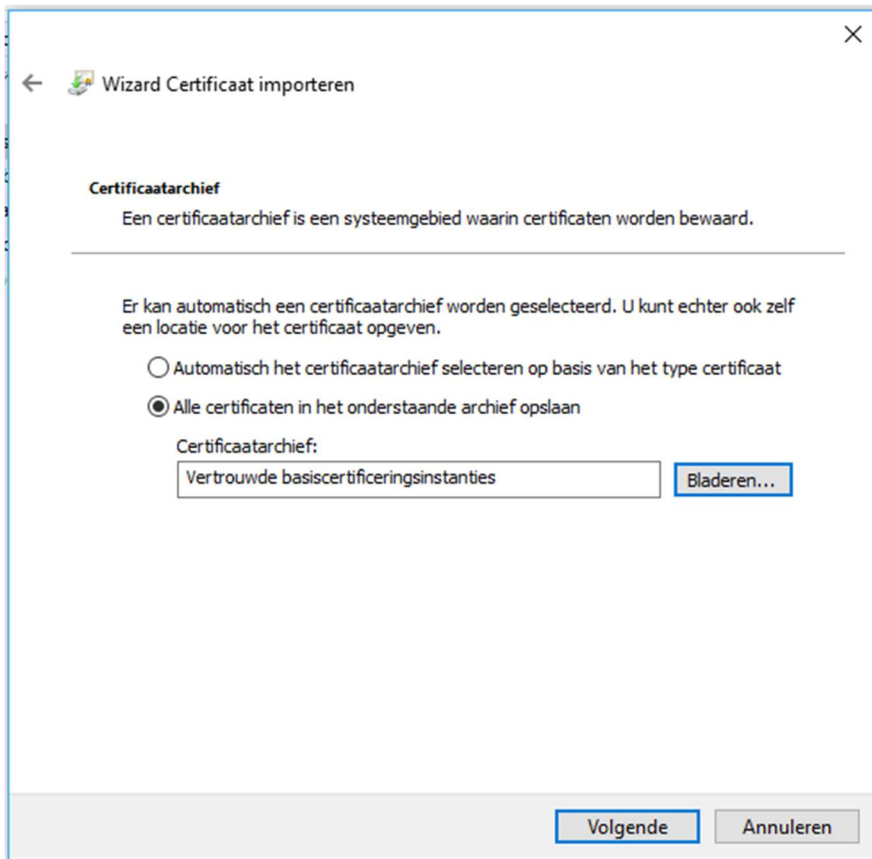 Wizard Certificaat importeren
Certificaatarchief
Een certificaatarchief is een systeemgebied waarin certificaten worden bewaard.
Er kan automatisch een certificaatarchief worden geselecteerd. U kunt echter ook zelf
een locatie voor het certificaat opgeven.
Automatisch het certificaatarchief selecteren op basis van het type certificaat
Alle certificaten in het onderstaande archief opslaan
Certificaatarchief:
Vertrouwde basiscertificeringsinstanties
Bladeren...
Volgende
Annuleren